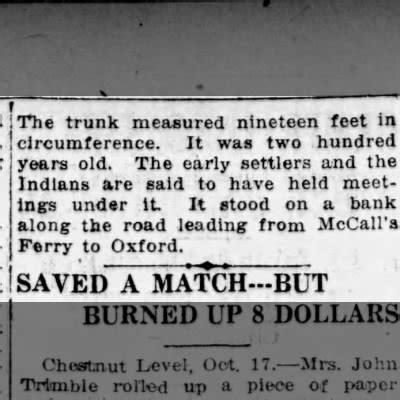 The trunk measured nineteen feet in
circumference. It was two hundred
years old. The early settlers and the
Indians are said to have held meet-
ings under it. It stood on a bank
along the road leading from McCall's
Ferry to Oxford.
SAVED A MATCH---BUT
BURNED UP 8 DOLLARS
Chestnut Level, Oct. 17.—Mrs. John
Trimble rolled up a piece of paper